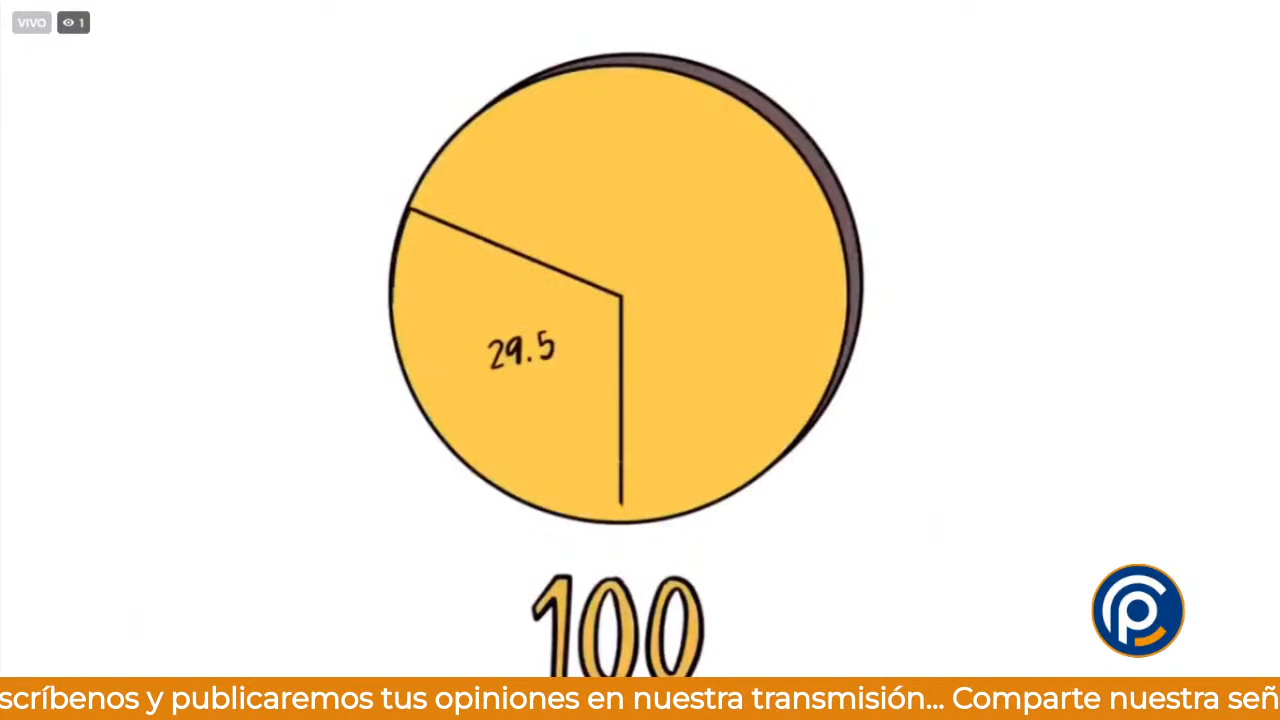 VIVO 1
29.5
100
scríbenos y publicaremos tus opiniones en nuestra transmisión... Comparte nuestra señ